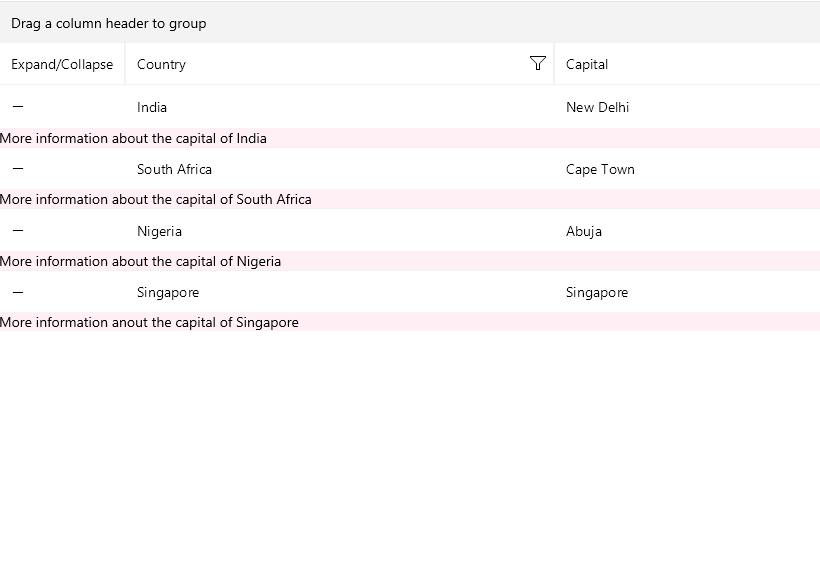 Drag a column header to group
Expand/Collapse Country Capital
India New Delhi
More information about the capital of India
South Africa Cape Town
More information about the capital of South Africa
Nigeria Abuja
More information about the capital of Nigeria
Singapore Singapore
More information anout the capital of Singapore